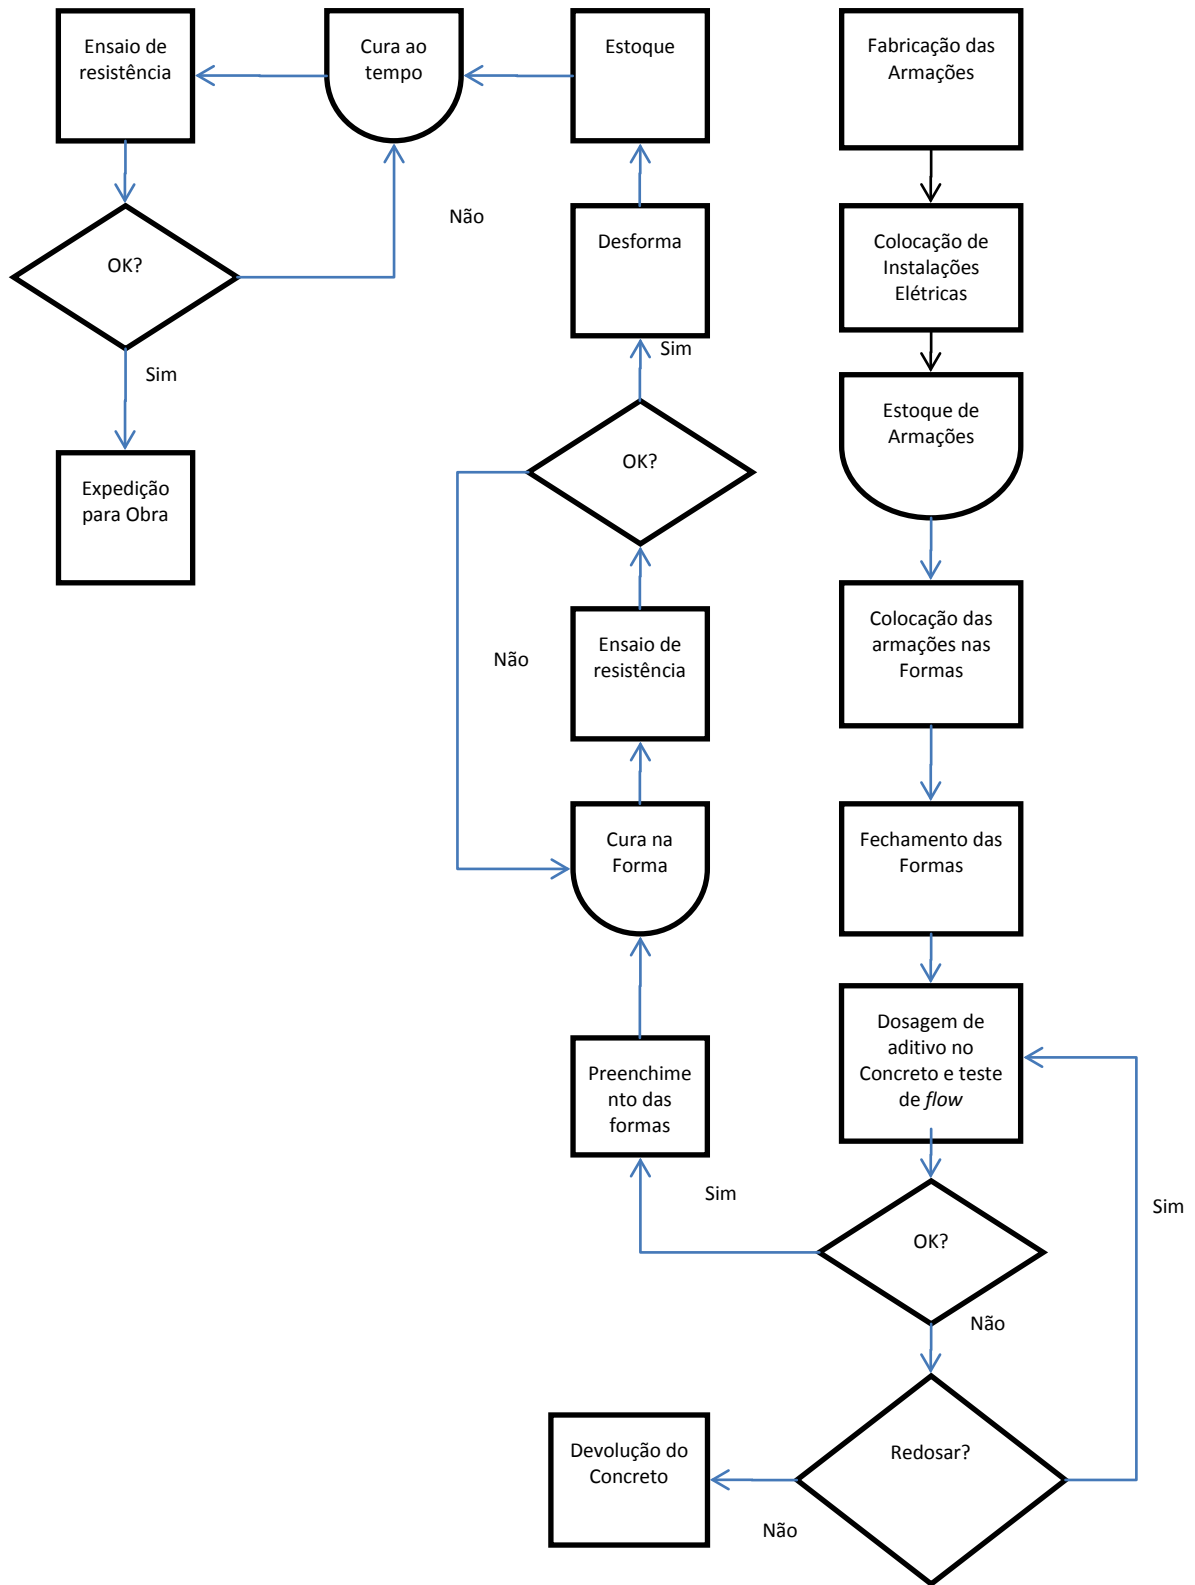 Ensaio de
resistência
Cura ao
tempo
Estoque
Fabricação das
Armações
Não
OK?
Desforma
Colocação de
Instalações
Elétricas
Sim
Sim
Estoque de
Armações
OK?
Expedição
para Obra
Colocação das
armações nas
Formas
Não
Ensaio de
resistência
Cura na
Forma
Fechamento das
Formas
Dosagem de
aditivo no
Concreto e teste
de flow
Preenchime
nto das
formas
Sim
Sim
OK?
Não
Devolução do
Concreto
Redosar?
Não